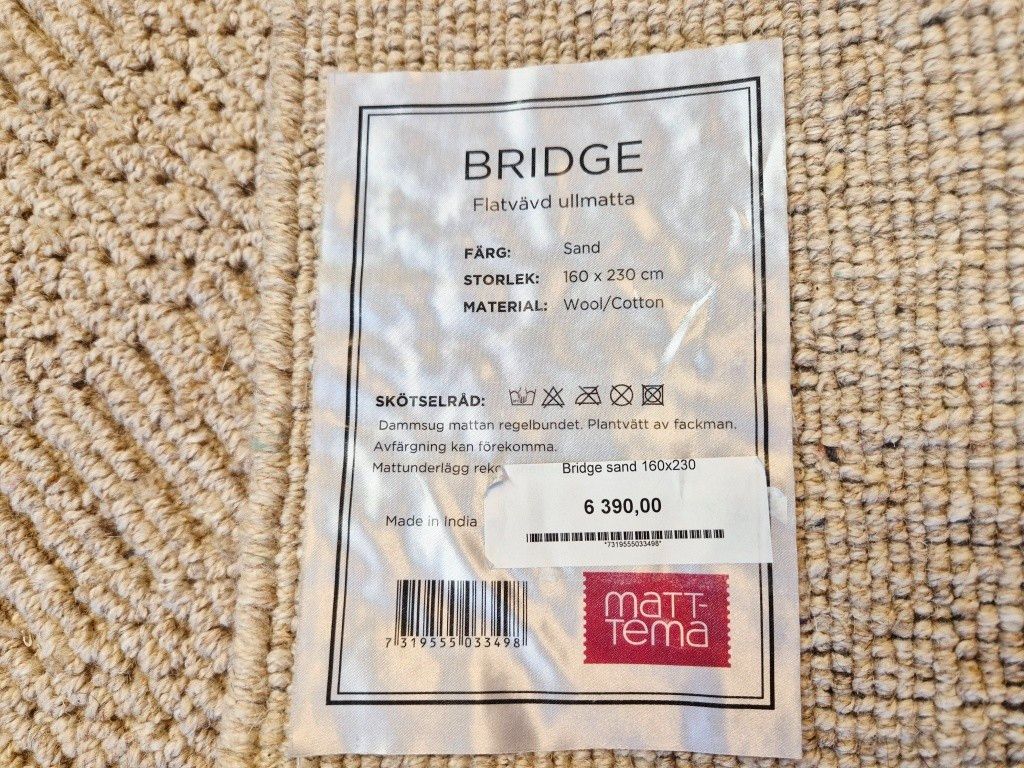 BRIDGE
Flatvävd ullmatta
FÄRG: Sand
STORLEK: 160 x 230 cm
MATERIAL: Wool/Cotton
SKÖTSELRÅD:
Dammsug mattan regelbundet. Plantvätt av fackman.
Avfärgning kan förekomma.
Mattunderlägg
Bridge sand 160x230
6 390,00
*7319555033498*
Made in India
7 319555 033498
MATT-
TEMA